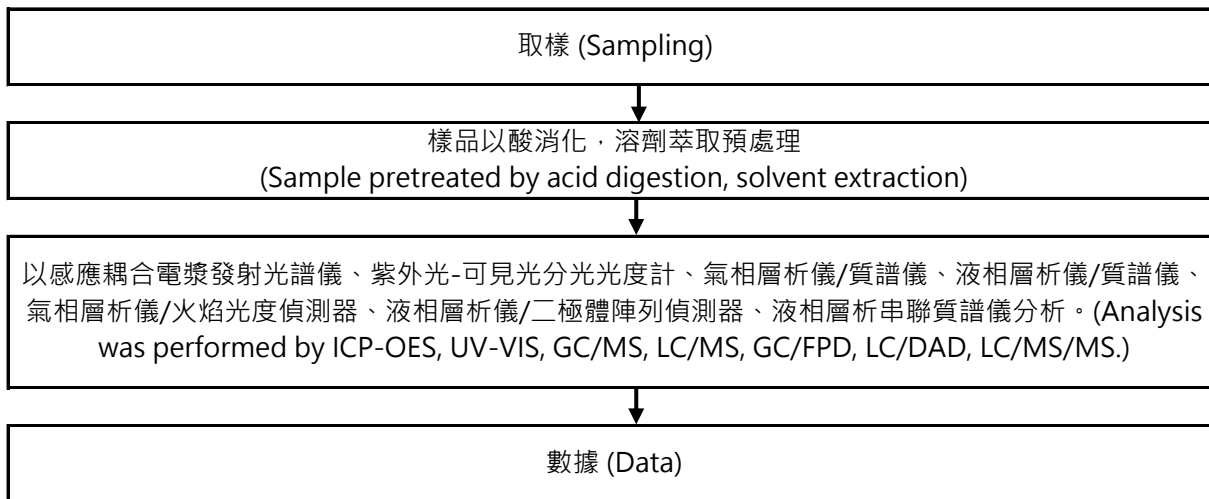 取樣 (Sampling)
樣品以酸消化，溶劑萃取預處理
(Sample pretreated by acid digestion, solvent extraction)
以感應耦合電漿發射光譜儀、紫外光-可見光分光光度計、氣相層析儀/質譜儀、液相層析儀/質譜儀、
氣相層析儀/火焰光度偵測器、液相層析儀/二極體陣列偵測器、液相層析串聯質譜儀分析。(Analysis
was performed by ICP-OES, UV-VIS, GC/MS, LC/MS, GC/FPD, LC/DAD, LC/MS/MS.)
數據 (Data)